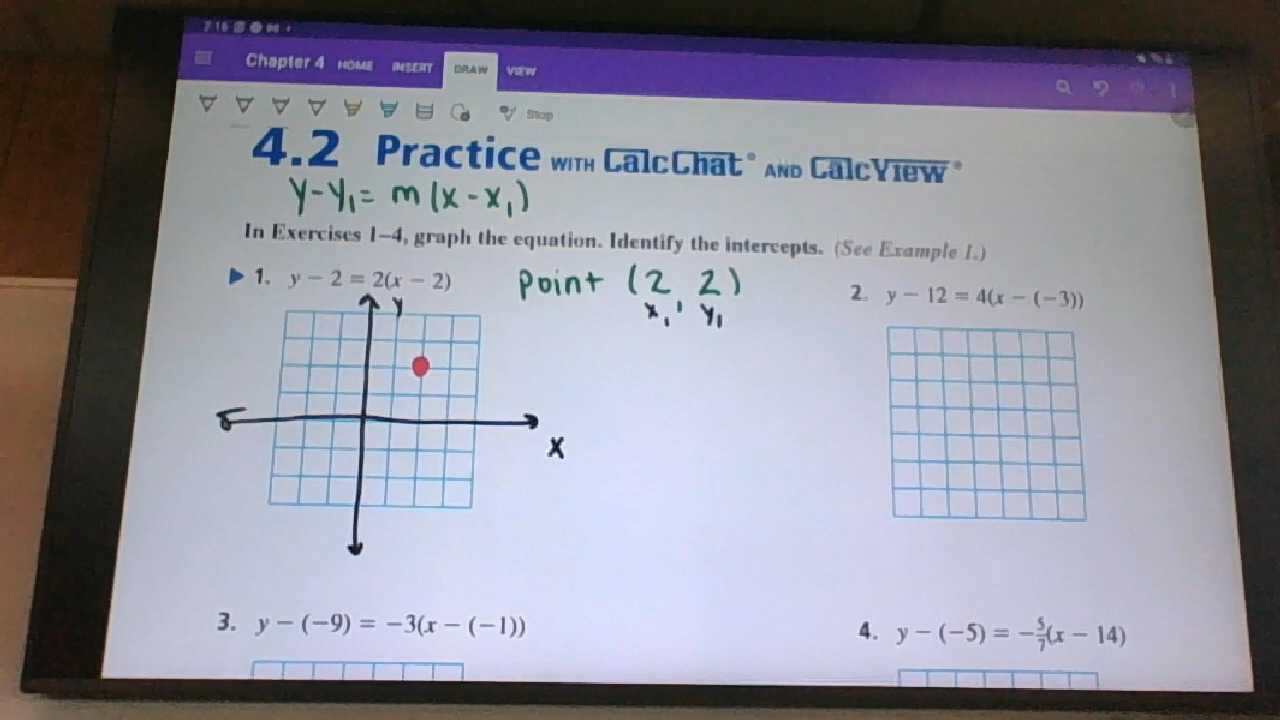 2:16
Chapter 4 HOME INSERT DRAW VIEW
Stop
4.2 Practice WITH CalcChat® AND CalcView®
y-y₁= m(x-x₁)
In Exercises 1–4, graph the equation. Identify the intercepts. (See Example 1.)
1. y − 2 = 2(x − 2)
point (2, 2)
x₁, y₁
2. y − 12 = 4(x − (−3))
y
x
3. y − (−9) = −3(x − (−1))
4. y − (−5) = −5/7(x − 14)